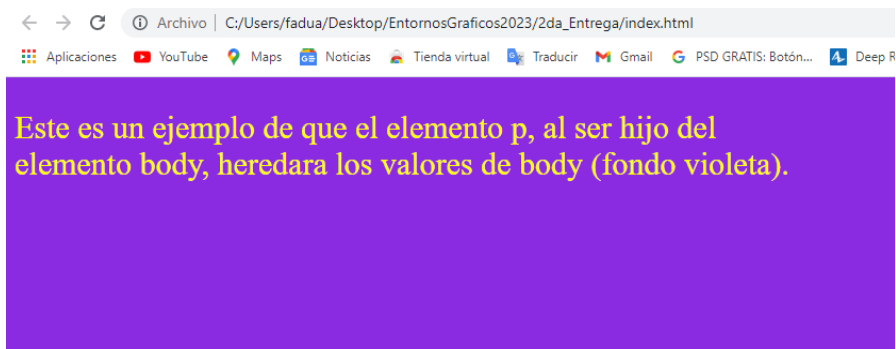 Archivo | C:/Users/fadua/Desktop/EntornosGraficos2023/2da_Entrega/index.html
Aplicaciones YouTube Maps Noticias Tienda virtual Traducir Gmail PSD GRATIS: Botón... Deep R
Este es un ejemplo de que el elemento p, al ser hijo del
elemento body, heredara los valores de body (fondo violeta).